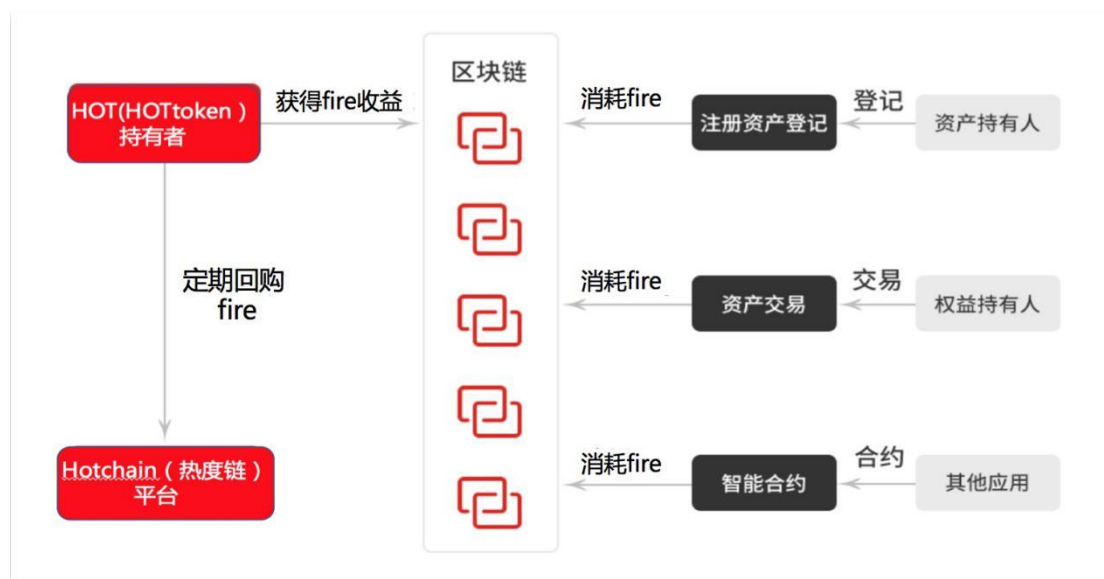 区块链
HOT(HOTtoken）
持有者
获得fire收益
消耗fire
注册资产登记
登记
资产持有人
定期回购
fire
消耗fire
资产交易
交易
权益持有人
Hotchain（热度链）
平台
消耗fire
智能合约
合约
其他应用